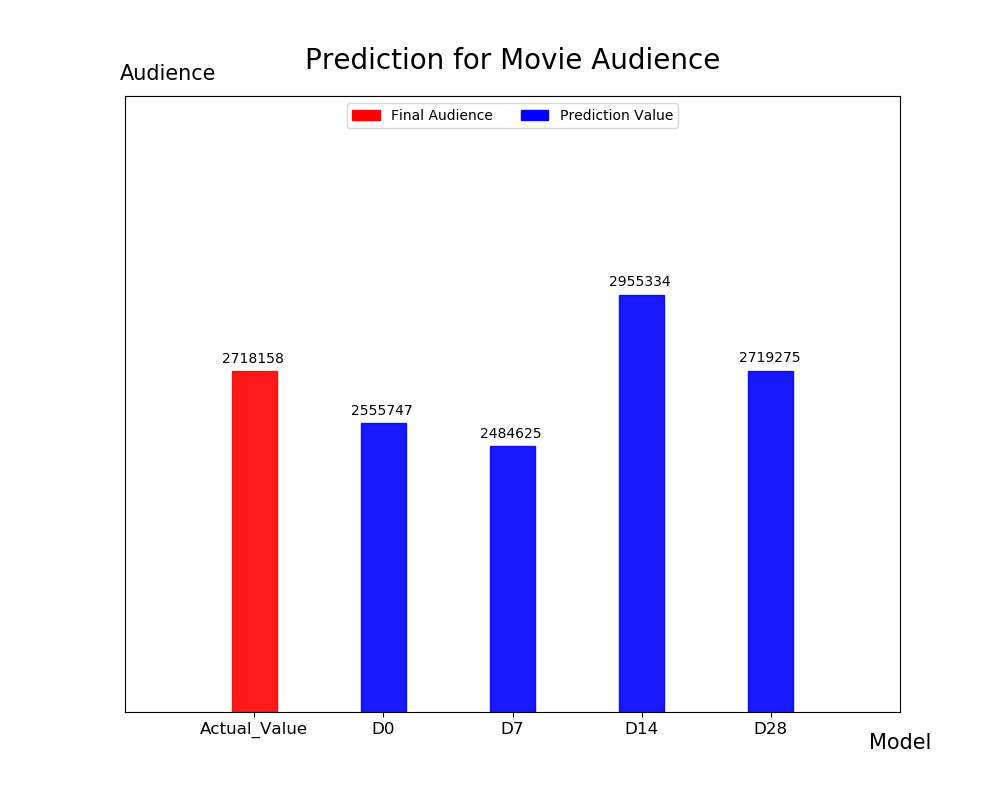 Prediction for Movie Audience
Audience
Final Audience
Prediction Value
2718158
2555747
2484625
2955334
2719275
Actual_Value
D0
D7
D14
D28
Model